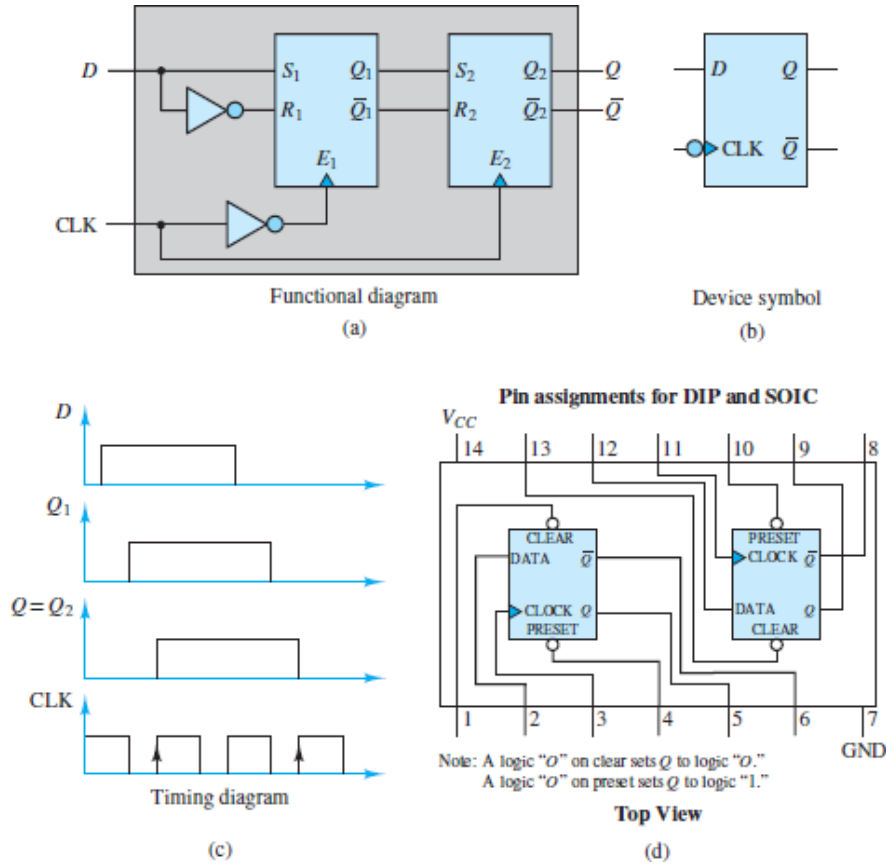 D S₁ Q₁ S₂ Q₂ Q
R₁ Q̅₁ R₂ Q̅₂ Q̅
E₁ E₂
CLK
Functional diagram
(a)
D Q
CLK Q̅
Device symbol
(b)
D
Q₁
Q = Q₂
CLK
Timing diagram
(c)
Pin assignments for DIP and SOIC
V_CC
14 13 12 11 10 9 8
CLEAR
DATA Q̅
CLOCK Q
PRESET
PRESET
CLOCK Q̅
DATA Q
CLEAR
1 2 3 4 5 6 7
GND
Note: A logic “O” on clear sets Q to logic “O.”
A logic “O” on preset sets Q to logic “1.”
Top View
(d)